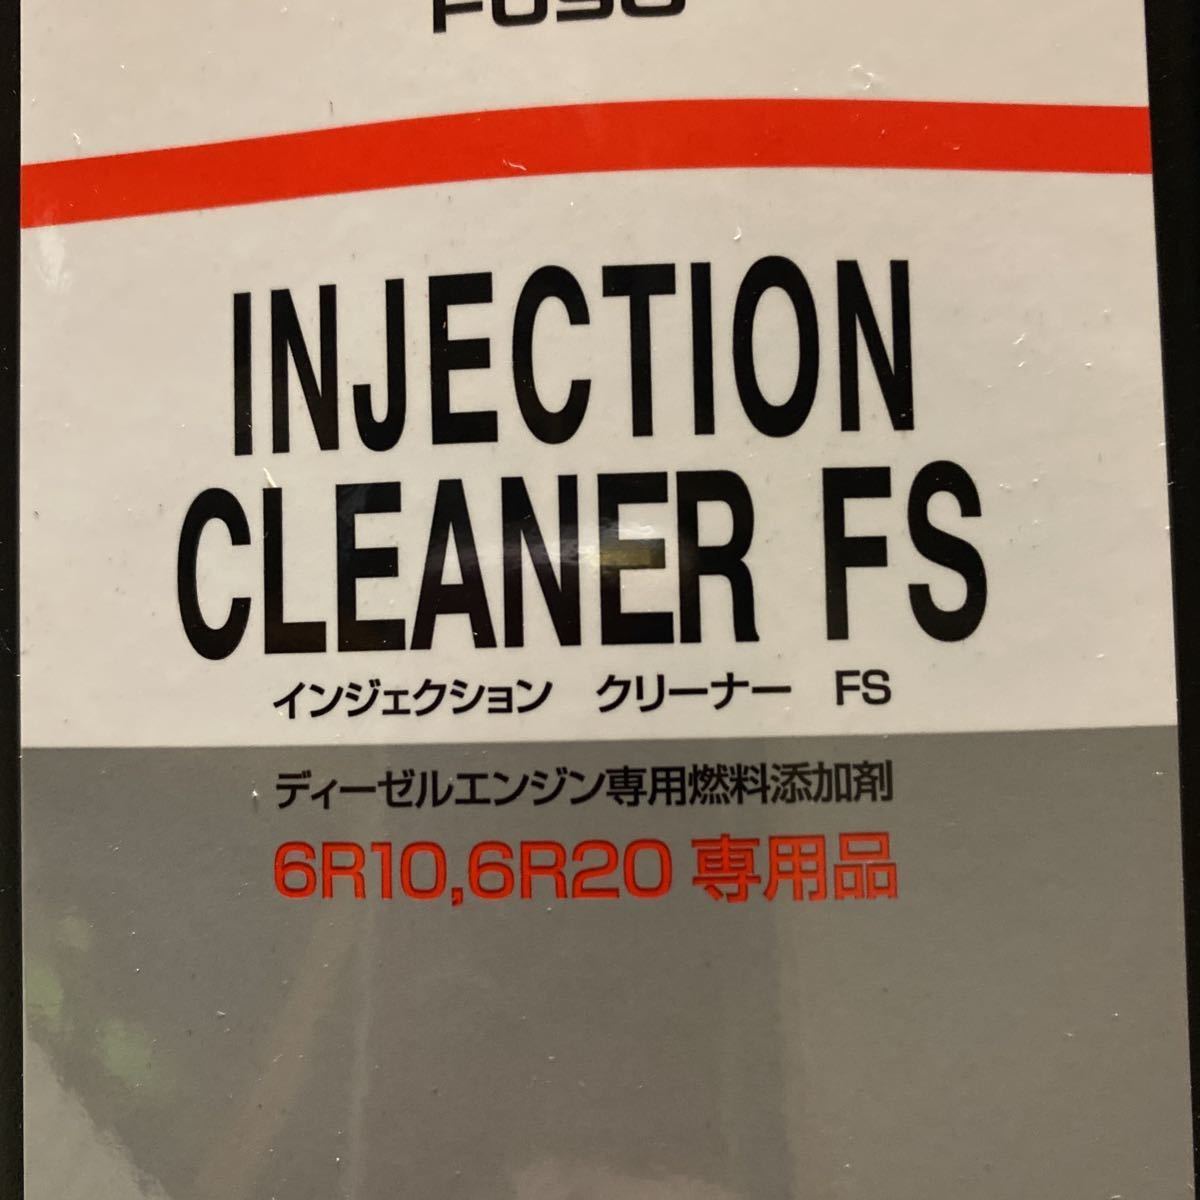 FUSO
INJECTION
CLEANER FS
インジェクション クリーナー FS
ディーゼルエンジン専用燃料添加剤
6R10,6R20 専用品